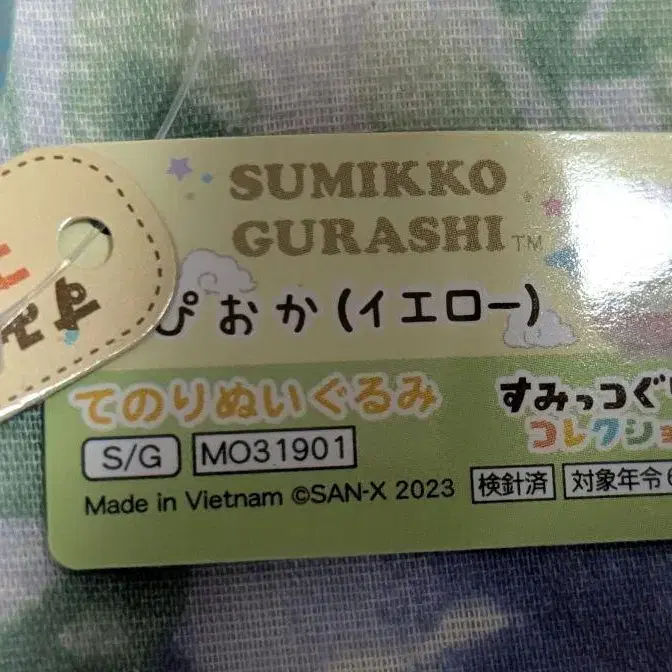 SUMIKKO
GURASHI™
ぴおか(イエロー)
てのりぬいぐるみ
すみっコぐ
コレクショ
S/G MO31901
Made in Vietnam ©SAN-X 2023 検針済 対象年令6